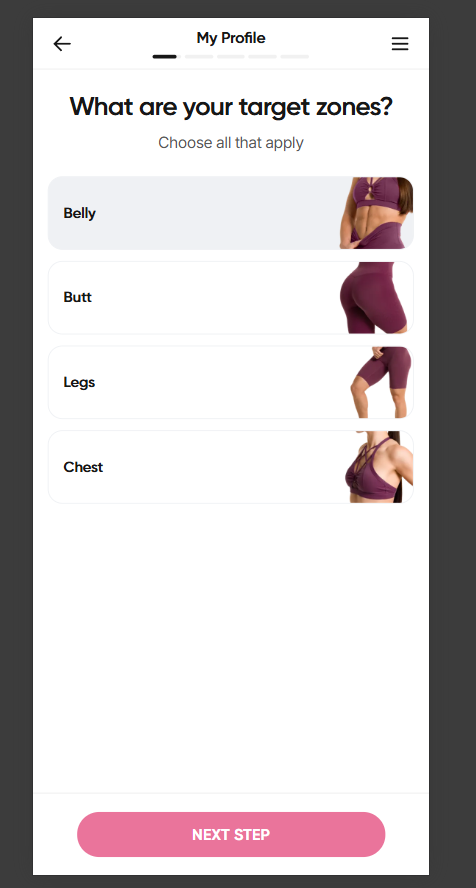 My Profile
What are your target zones?
Choose all that apply
Belly
Butt
Legs
Chest
NEXT STEP